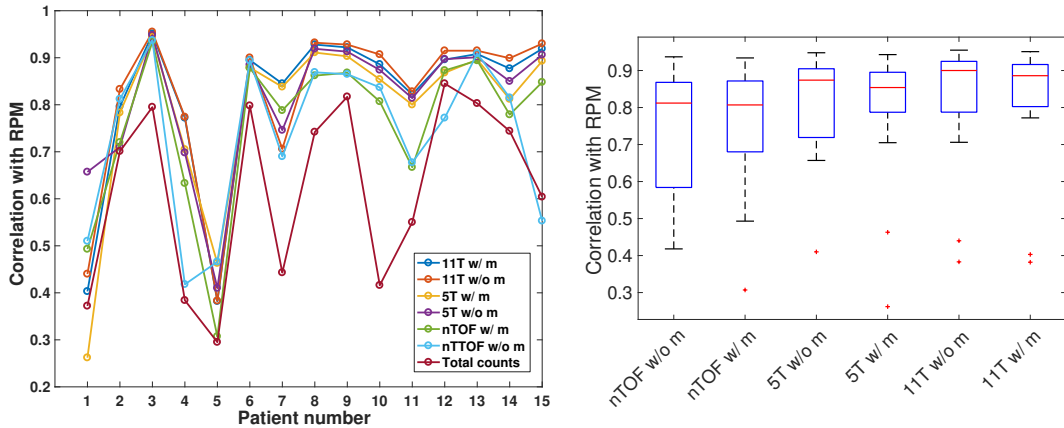 Correlation with RPM
1
0.9
0.8
0.7
0.6
0.5
0.4
0.3
0.2
11T w/ m
11T w/o m
5T w/ m
5T w/o m
nTOF w/ m
nTTOF w/o m
Total counts
1 2 3 4 5 6 7 8 9 10 11 12 13 14 15
Patient number
Correlation with RPM
0.9
0.8
0.7
0.6
0.5
0.4
0.3
nTOF w/o m
nTOF w/ m
5T w/o m
5T w/ m
11T w/o m
11T w/ m